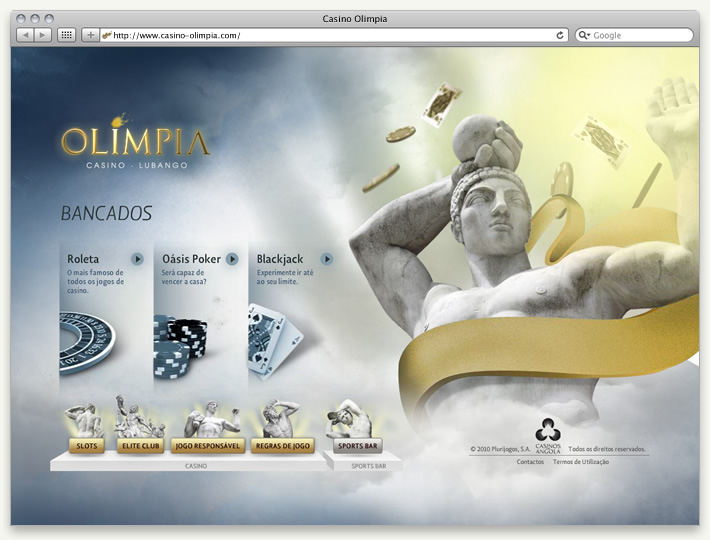 Casino Olimpia
http://www.casino-olimpia.com/
Google
OLIMPIA
CASINO - LUBANGO
BANCADOS
Roleta
O mais famoso de
todos os jogos de
casino.
Oásis Poker
Será capaz de
vencer a casa?
Blackjack
Experimente ir até
ao seu limite.
SLOTS
ELITE CLUB
JOGO RESPONSÁVEL
REGRAS DE JOGO
SPORTS BAR
CASINO
SPORTS BAR
© 2010 Plurijogos, S.A.
CASINOS
ANGOLA
Todos os direitos reservados.
Contactos
Termos de Utilização